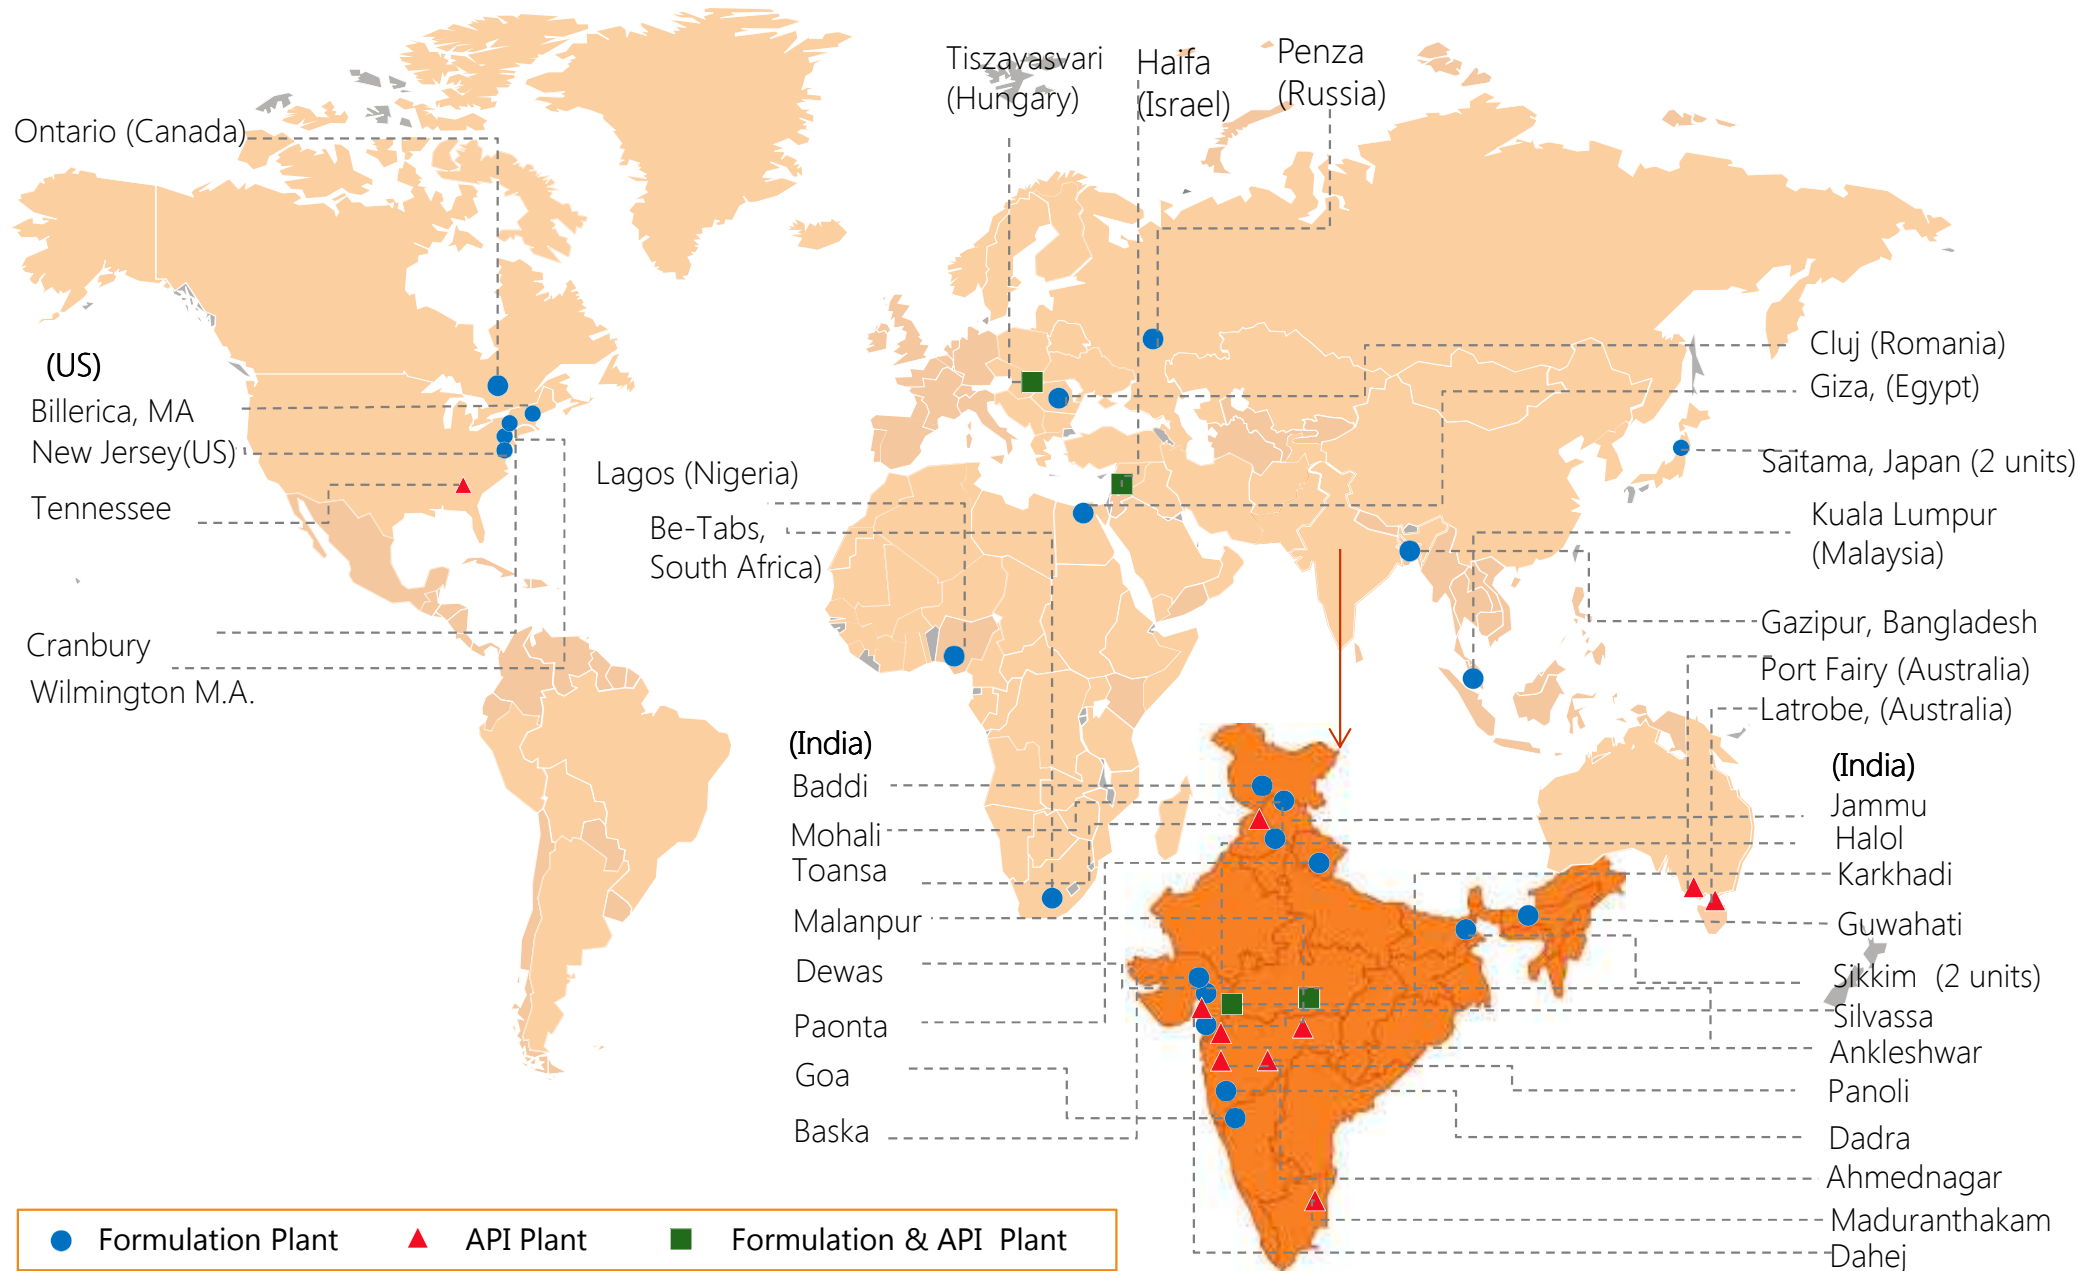 Tiszavasvari
(Hungary)
Haifa
(Israel)
Penza
(Russia)
Ontario (Canada)
(US)
Billerica, MA
New Jersey(US)
Tennessee
Cranbury
Wilmington M.A.
Lagos (Nigeria)
Be-Tabs,
South Africa)
Cluj (Romania)
Giza, (Egypt)
Saitama, Japan (2 units)
Kuala Lumpur
(Malaysia)
Gazipur, Bangladesh
Port Fairy (Australia)
Latrobe, (Australia)
(India)
Baddi
Mohali
Toansa
Malanpur
Dewas
Paonta
Goa
Baska
(India)
Jammu
Halol
Karkhadi
Guwahati
Sikkim (2 units)
Silvassa
Ankleshwar
Panoli
Dadra
Ahmednagar
Maduranthakam
Dahej
Formulation Plant
API Plant
Formulation & API Plant